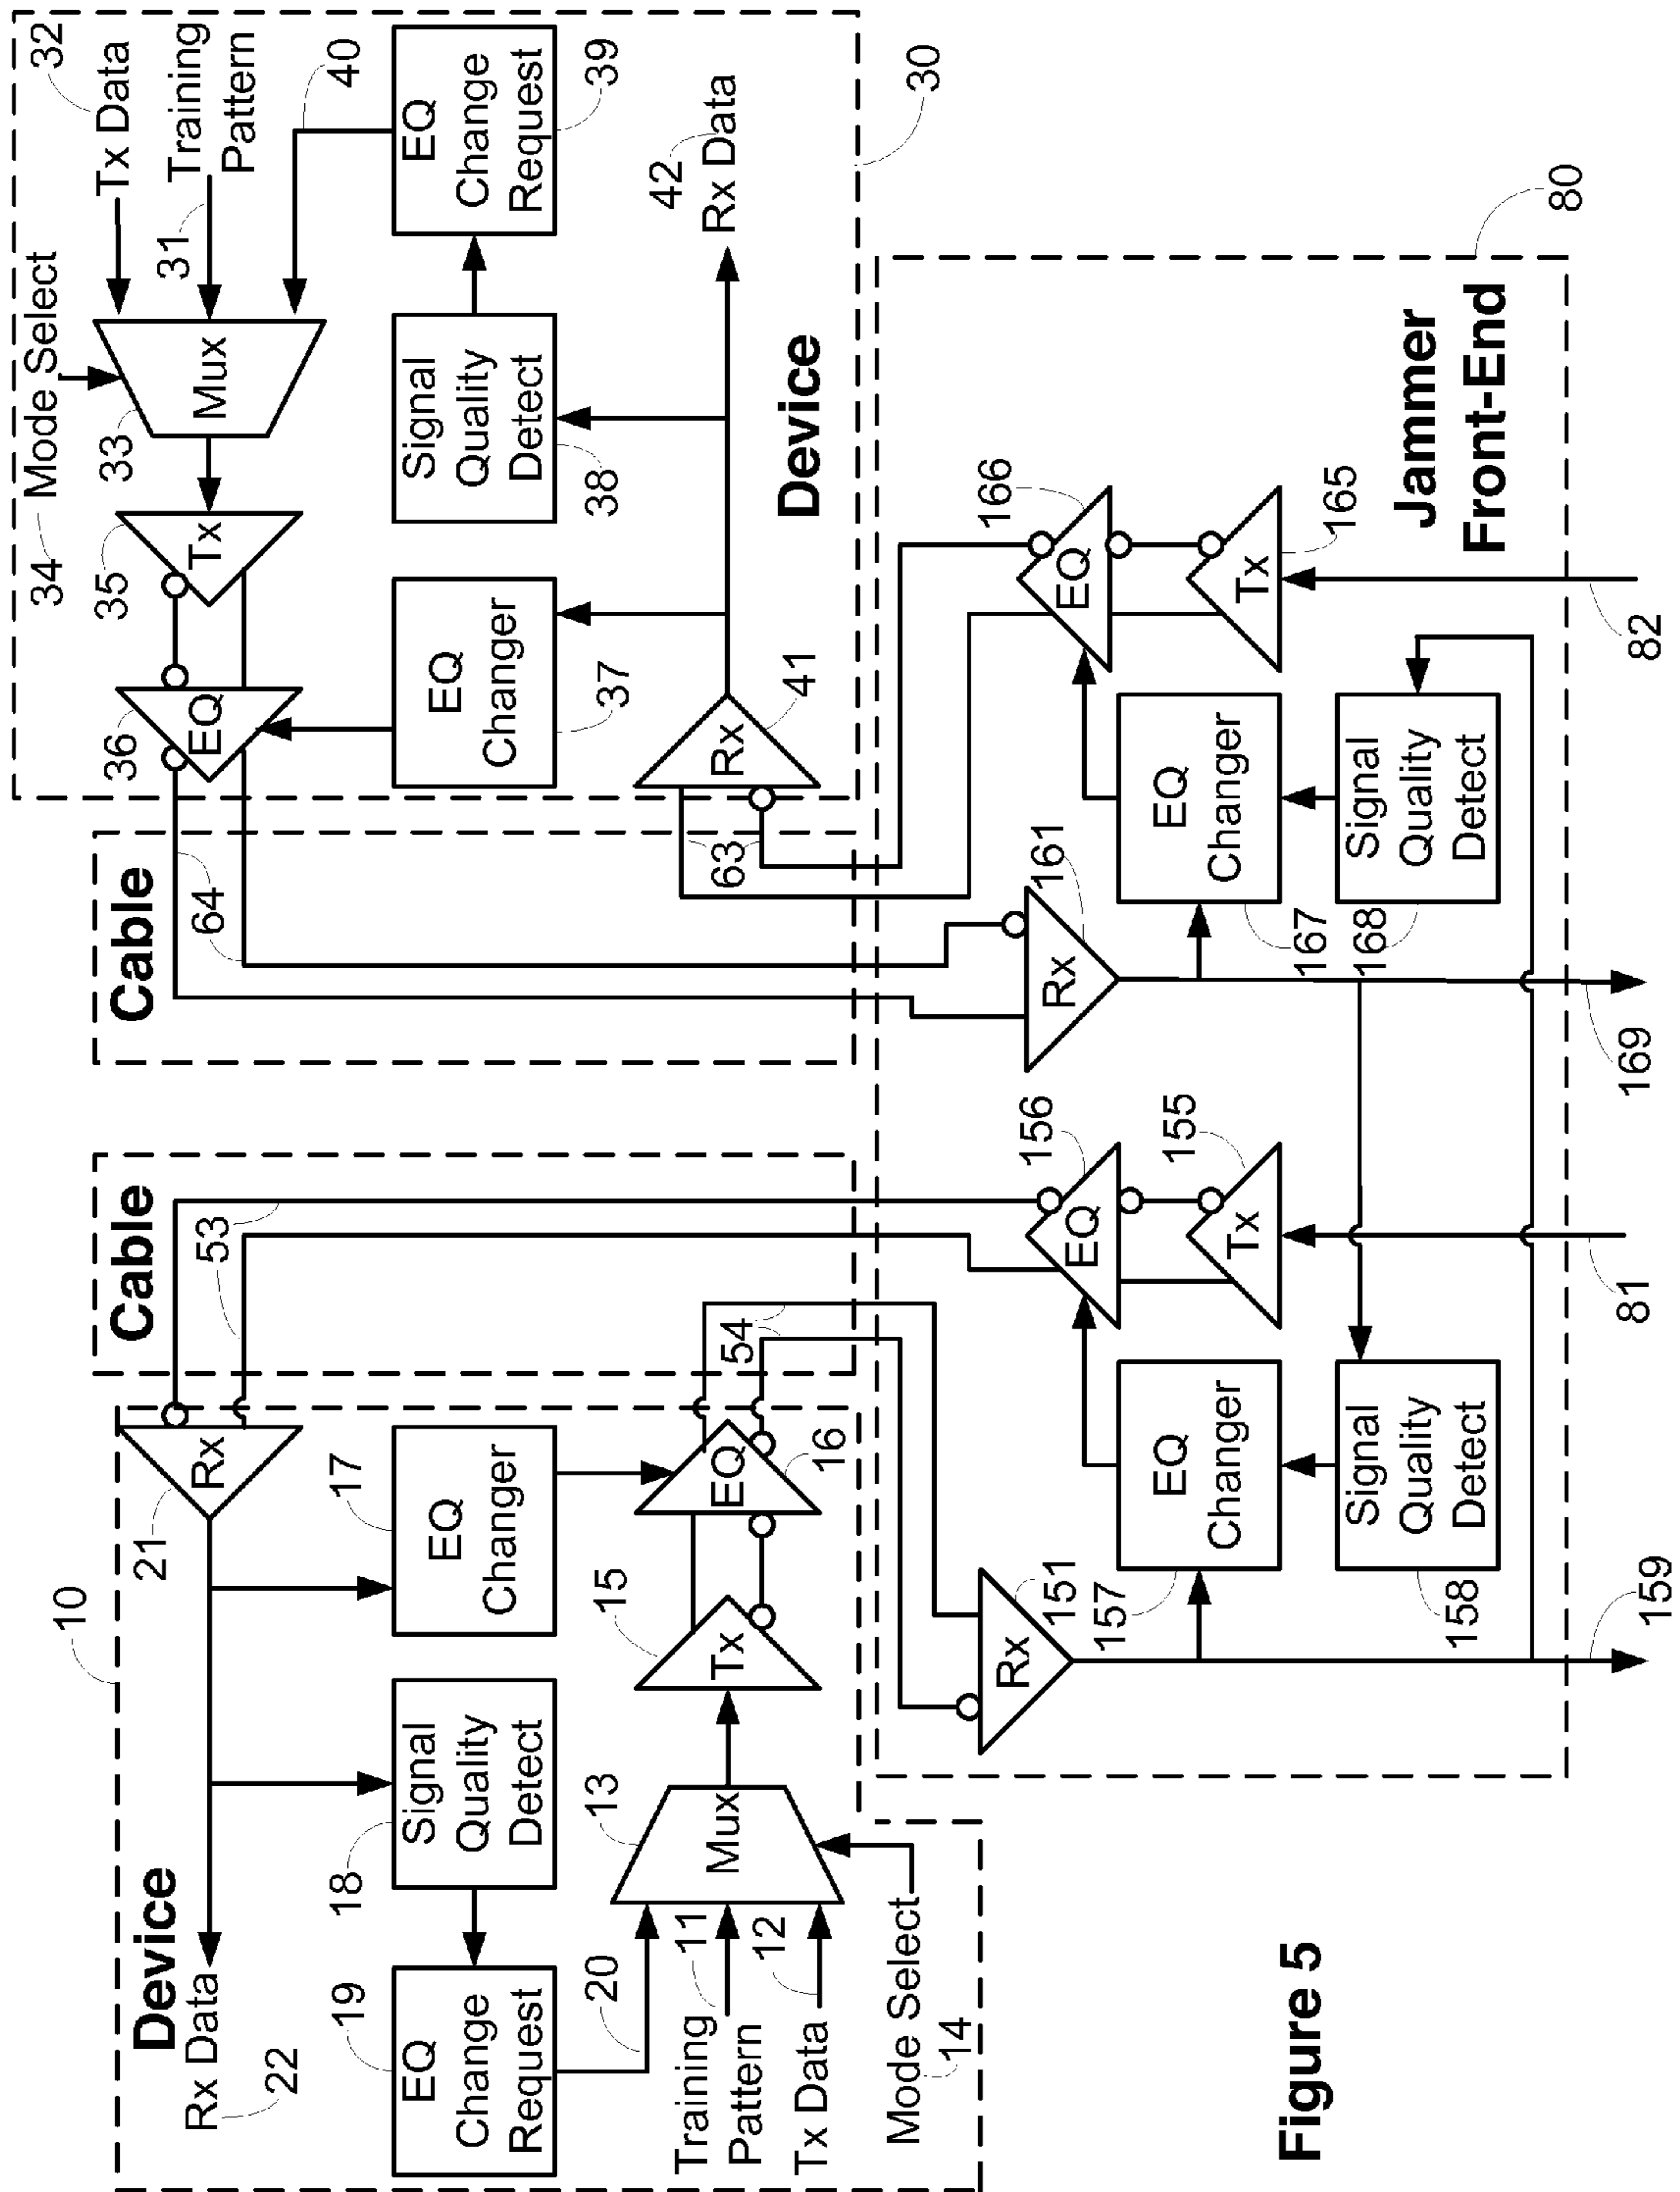 Device
Rx Data
22
10
21
Rx
19
EQ
Change
Request
18
Signal
Quality
Detect
17
EQ
Changer
20
Training
Pattern
11
Tx Data
12
Mode Select
14
13
Mux
15
Tx
EQ
16
Cable
53
54
Cable
64
63
34
Mode Select
32
Tx Data
Training
Pattern
31
33
Mux
35
Tx
36
EQ
40
EQ
Changer
37
Signal
Quality
Detect
38
EQ
Change
Request
39
Rx
41
42
Rx Data
Device
30
Rx
151
157
EQ
Changer
158
Signal
Quality
Detect
156
EQ
155
Tx
161
Rx
167
EQ
Changer
168
Signal
Quality
Detect
166
EQ
165
Tx
Jammer
Front-End
80
159
81
169
82
Figure 5